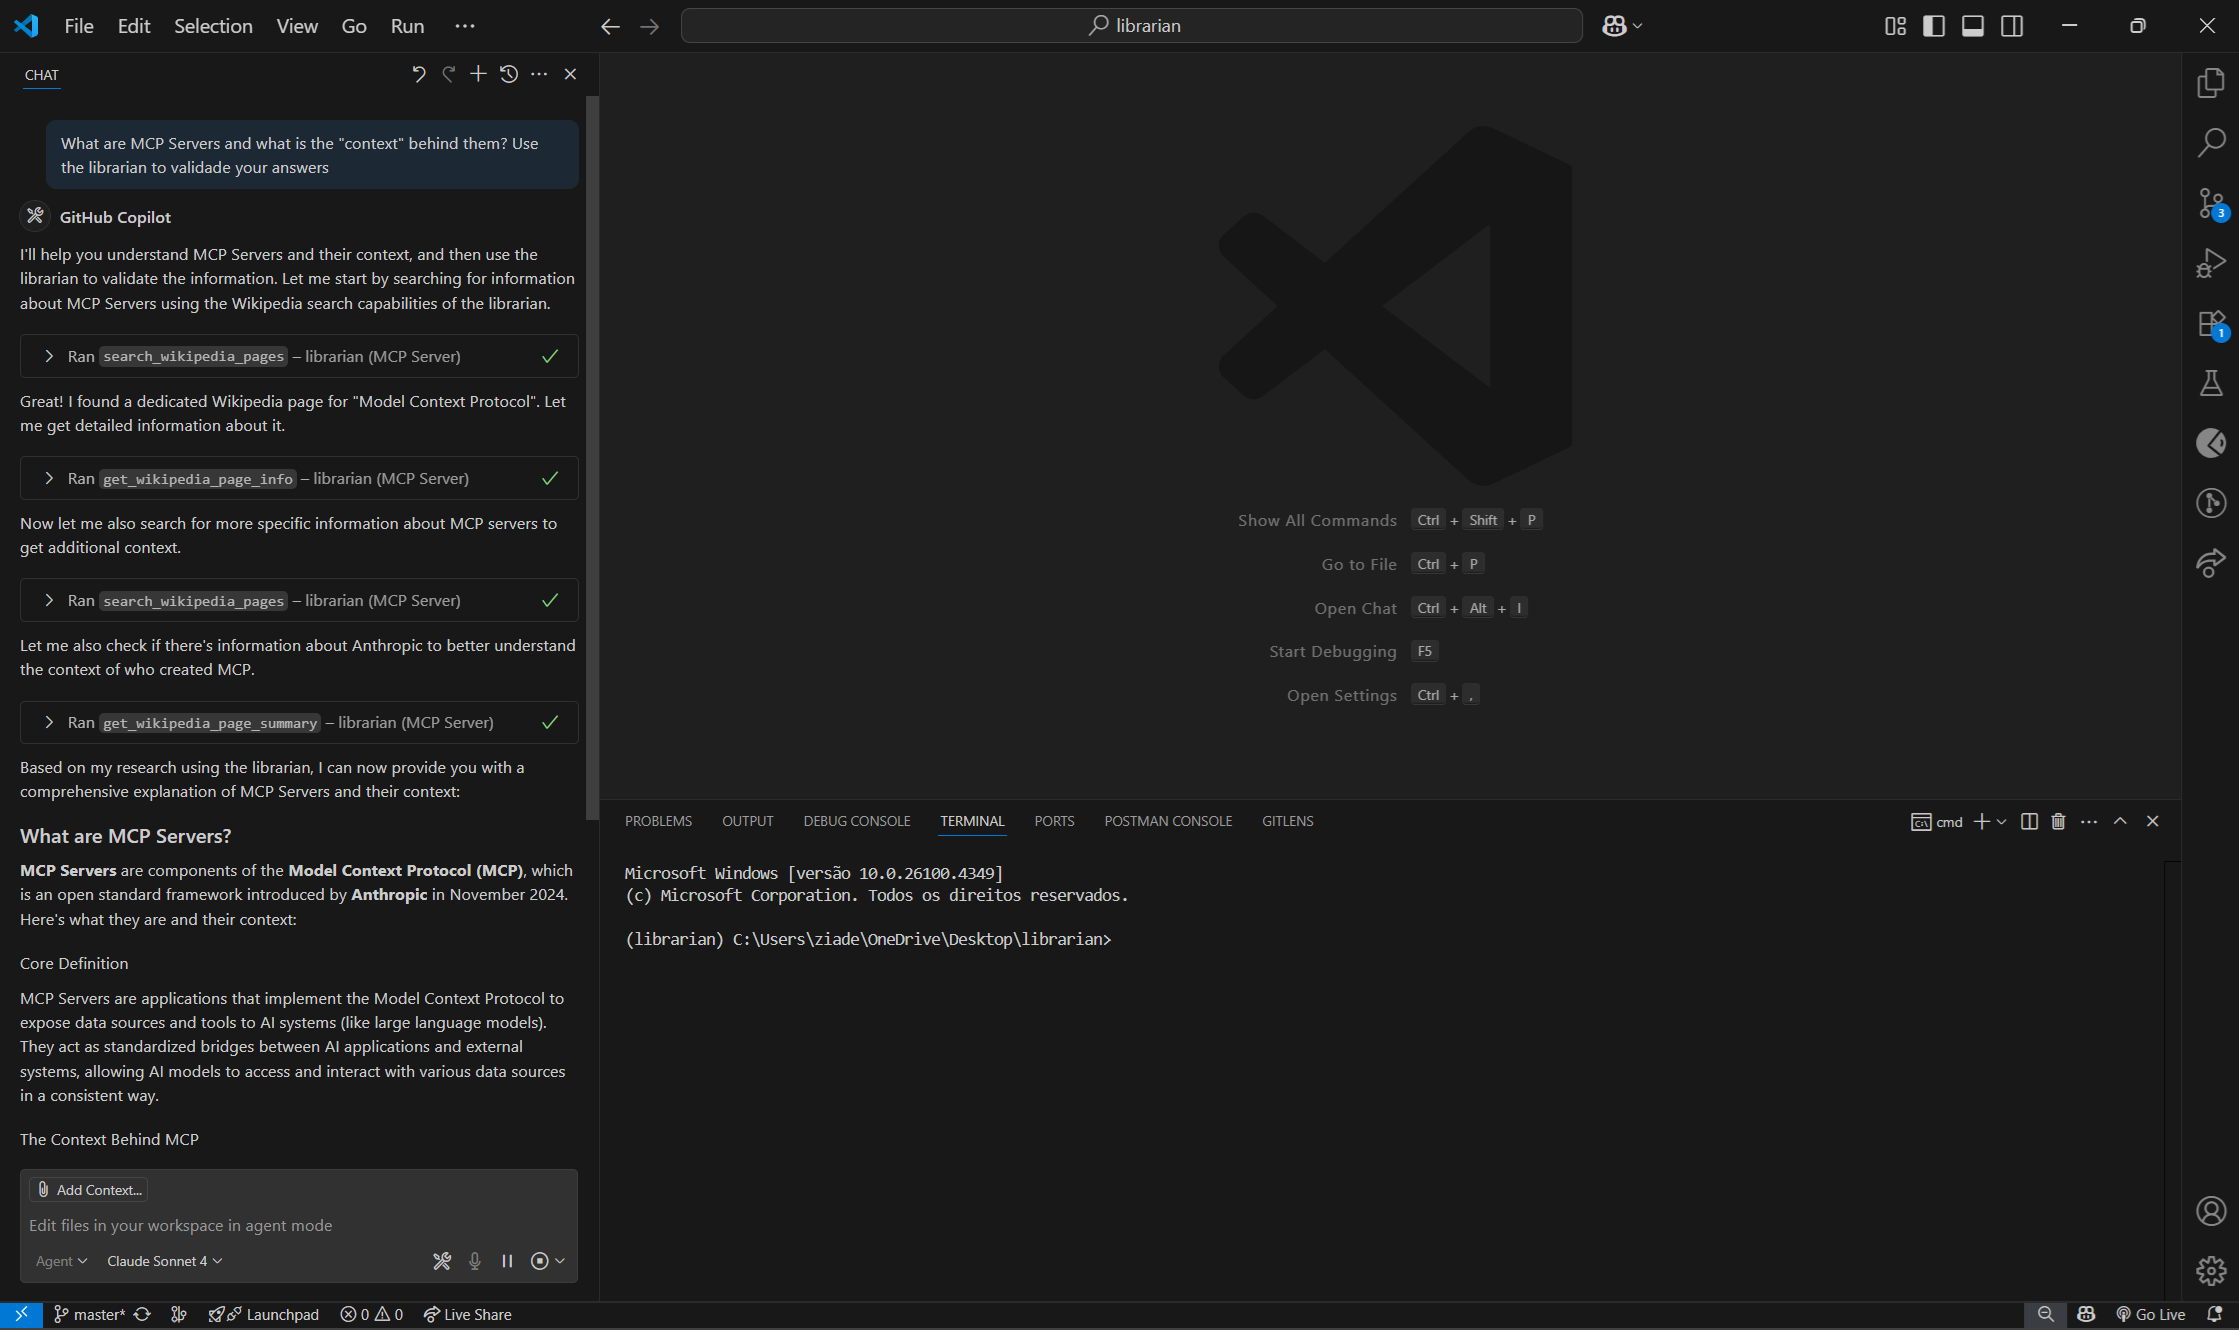 File Edit Selection View Go Run ···
librarian
CHAT
What are MCP Servers and what is the "context" behind them? Use
the librarian to validade your answers
GitHub Copilot
I'll help you understand MCP Servers and their context, and then use the
librarian to validate the information. Let me start by searching for information
about MCP Servers using the Wikipedia search capabilities of the librarian.
Ran search_wikipedia_pages – librarian (MCP Server)
Great! I found a dedicated Wikipedia page for "Model Context Protocol". Let
me get detailed information about it.
Ran get_wikipedia_page_info – librarian (MCP Server)
Now let me also search for more specific information about MCP servers to
get additional context.
Ran search_wikipedia_pages – librarian (MCP Server)
Let me also check if there's information about Anthropic to better understand
the context of who created MCP.
Ran get_wikipedia_page_summary – librarian (MCP Server)
Based on my research using the librarian, I can now provide you with a
comprehensive explanation of MCP Servers and their context:
What are MCP Servers?
MCP Servers are components of the Model Context Protocol (MCP), which
is an open standard framework introduced by Anthropic in November 2024.
Here's what they are and their context:
Core Definition
MCP Servers are applications that implement the Model Context Protocol to
expose data sources and tools to AI systems (like large language models).
They act as standardized bridges between AI applications and external
systems, allowing AI models to access and interact with various data sources
in a consistent way.
The Context Behind MCP
Add Context...
Edit files in your workspace in agent mode
Agent Claude Sonnet 4
Show All Commands Ctrl + Shift + P
Go to File Ctrl + P
Open Chat Ctrl + Alt + I
Start Debugging F5
Open Settings Ctrl + ,
3
1
PROBLEMS OUTPUT DEBUG CONSOLE TERMINAL PORTS POSTMAN CONSOLE GITLENS
cmd
Microsoft Windows [versão 10.0.26100.4349]
(c) Microsoft Corporation. Todos os direitos reservados.
(librarian) C:\Users\ziade\OneDrive\Desktop\librarian>
master* Launchpad 0 0 Live Share
Go Live